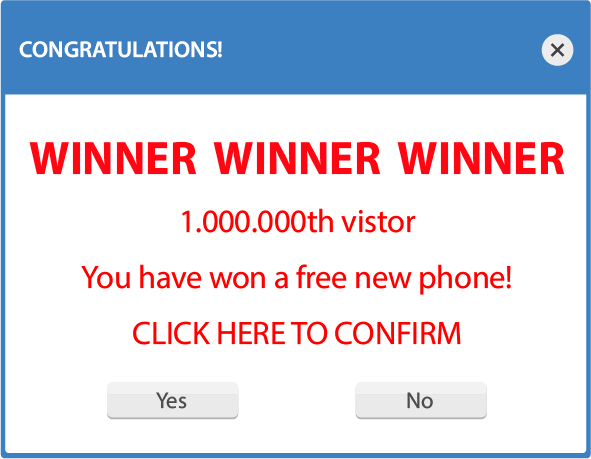 CONGRATULATIONS!
WINNER WINNER WINNER
1.000.000th vistor
You have won a free new phone!
CLICK HERE TO CONFIRM
Yes No